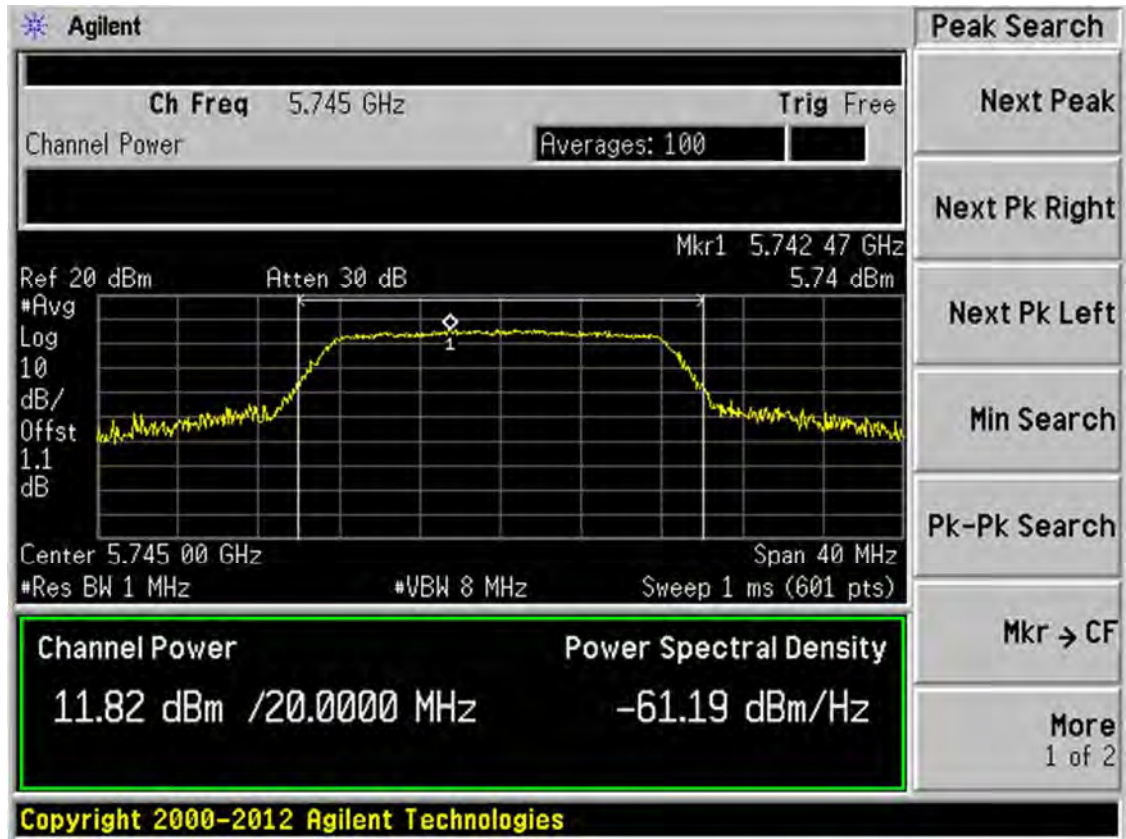 Agilent
Peak Search
Ch Freq 5.745 GHz Trig Free
Channel Power Averages: 100
Mkr1 5.742 47 GHz
Ref 20 dBm Atten 30 dB 5.74 dBm
#Avg
Log
10
dB/
Offst
1.1
dB
1
Center 5.745 00 GHz Span 40 MHz
#Res BW 1 MHz #VBW 8 MHz Sweep 1 ms (601 pts)
Channel Power Power Spectral Density
11.82 dBm /20.0000 MHz -61.19 dBm/Hz
Copyright 2000-2012 Agilent Technologies
Next Peak
Next Pk Right
Next Pk Left
Min Search
Pk-Pk Search
Mkr → CF
More
1 of 2